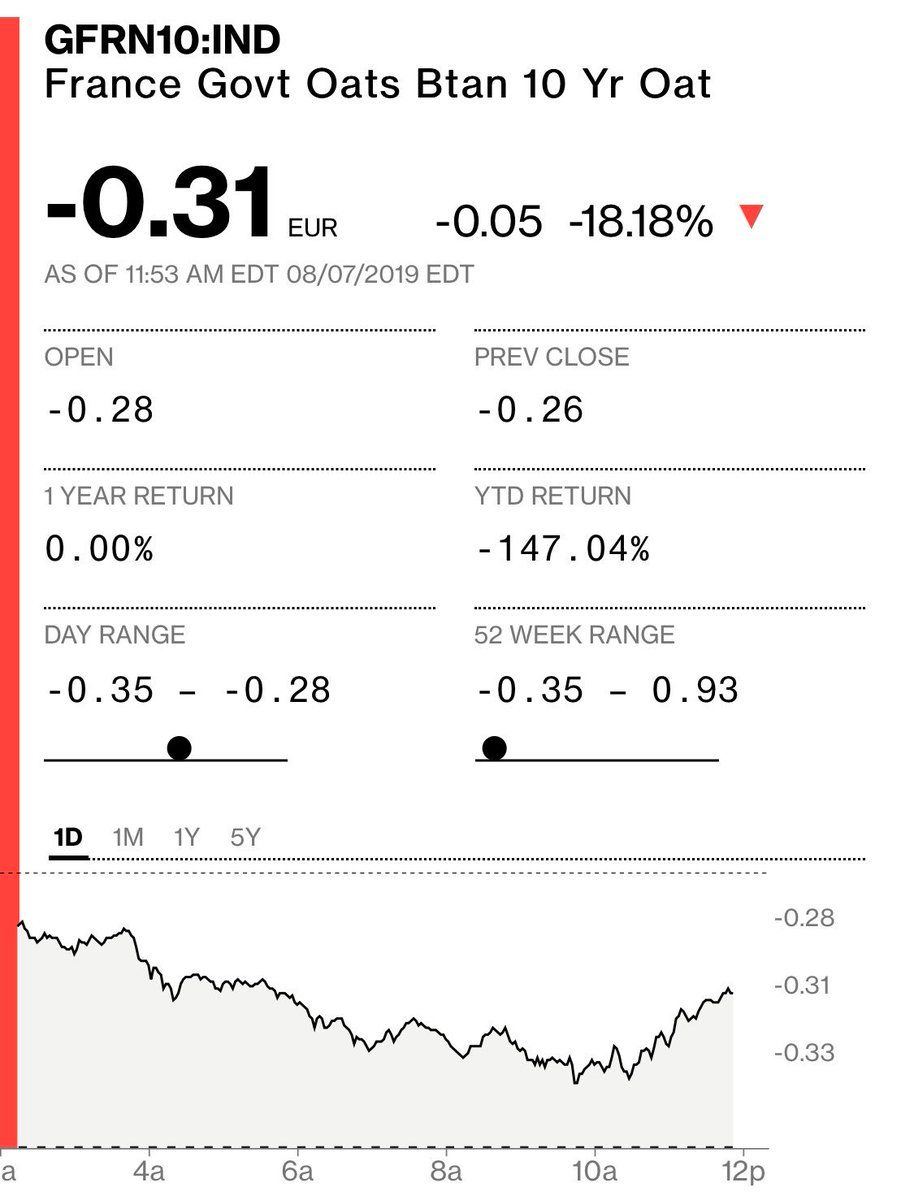 GFRN10:IND
France Govt Oats Btan 10 Yr Oat
-0.31 EUR -0.05 -18.18% ▼
AS OF 11:53 AM EDT 08/07/2019 EDT
OPEN PREV CLOSE
-0.28 -0.26
1 YEAR RETURN YTD RETURN
0.00% -147.04%
DAY RANGE 52 WEEK RANGE
-0.35 – -0.28 -0.35 – 0.93
1D 1M 1Y 5Y
-0.28
-0.31
-0.33
a 4a 6a 8a 10a 12p